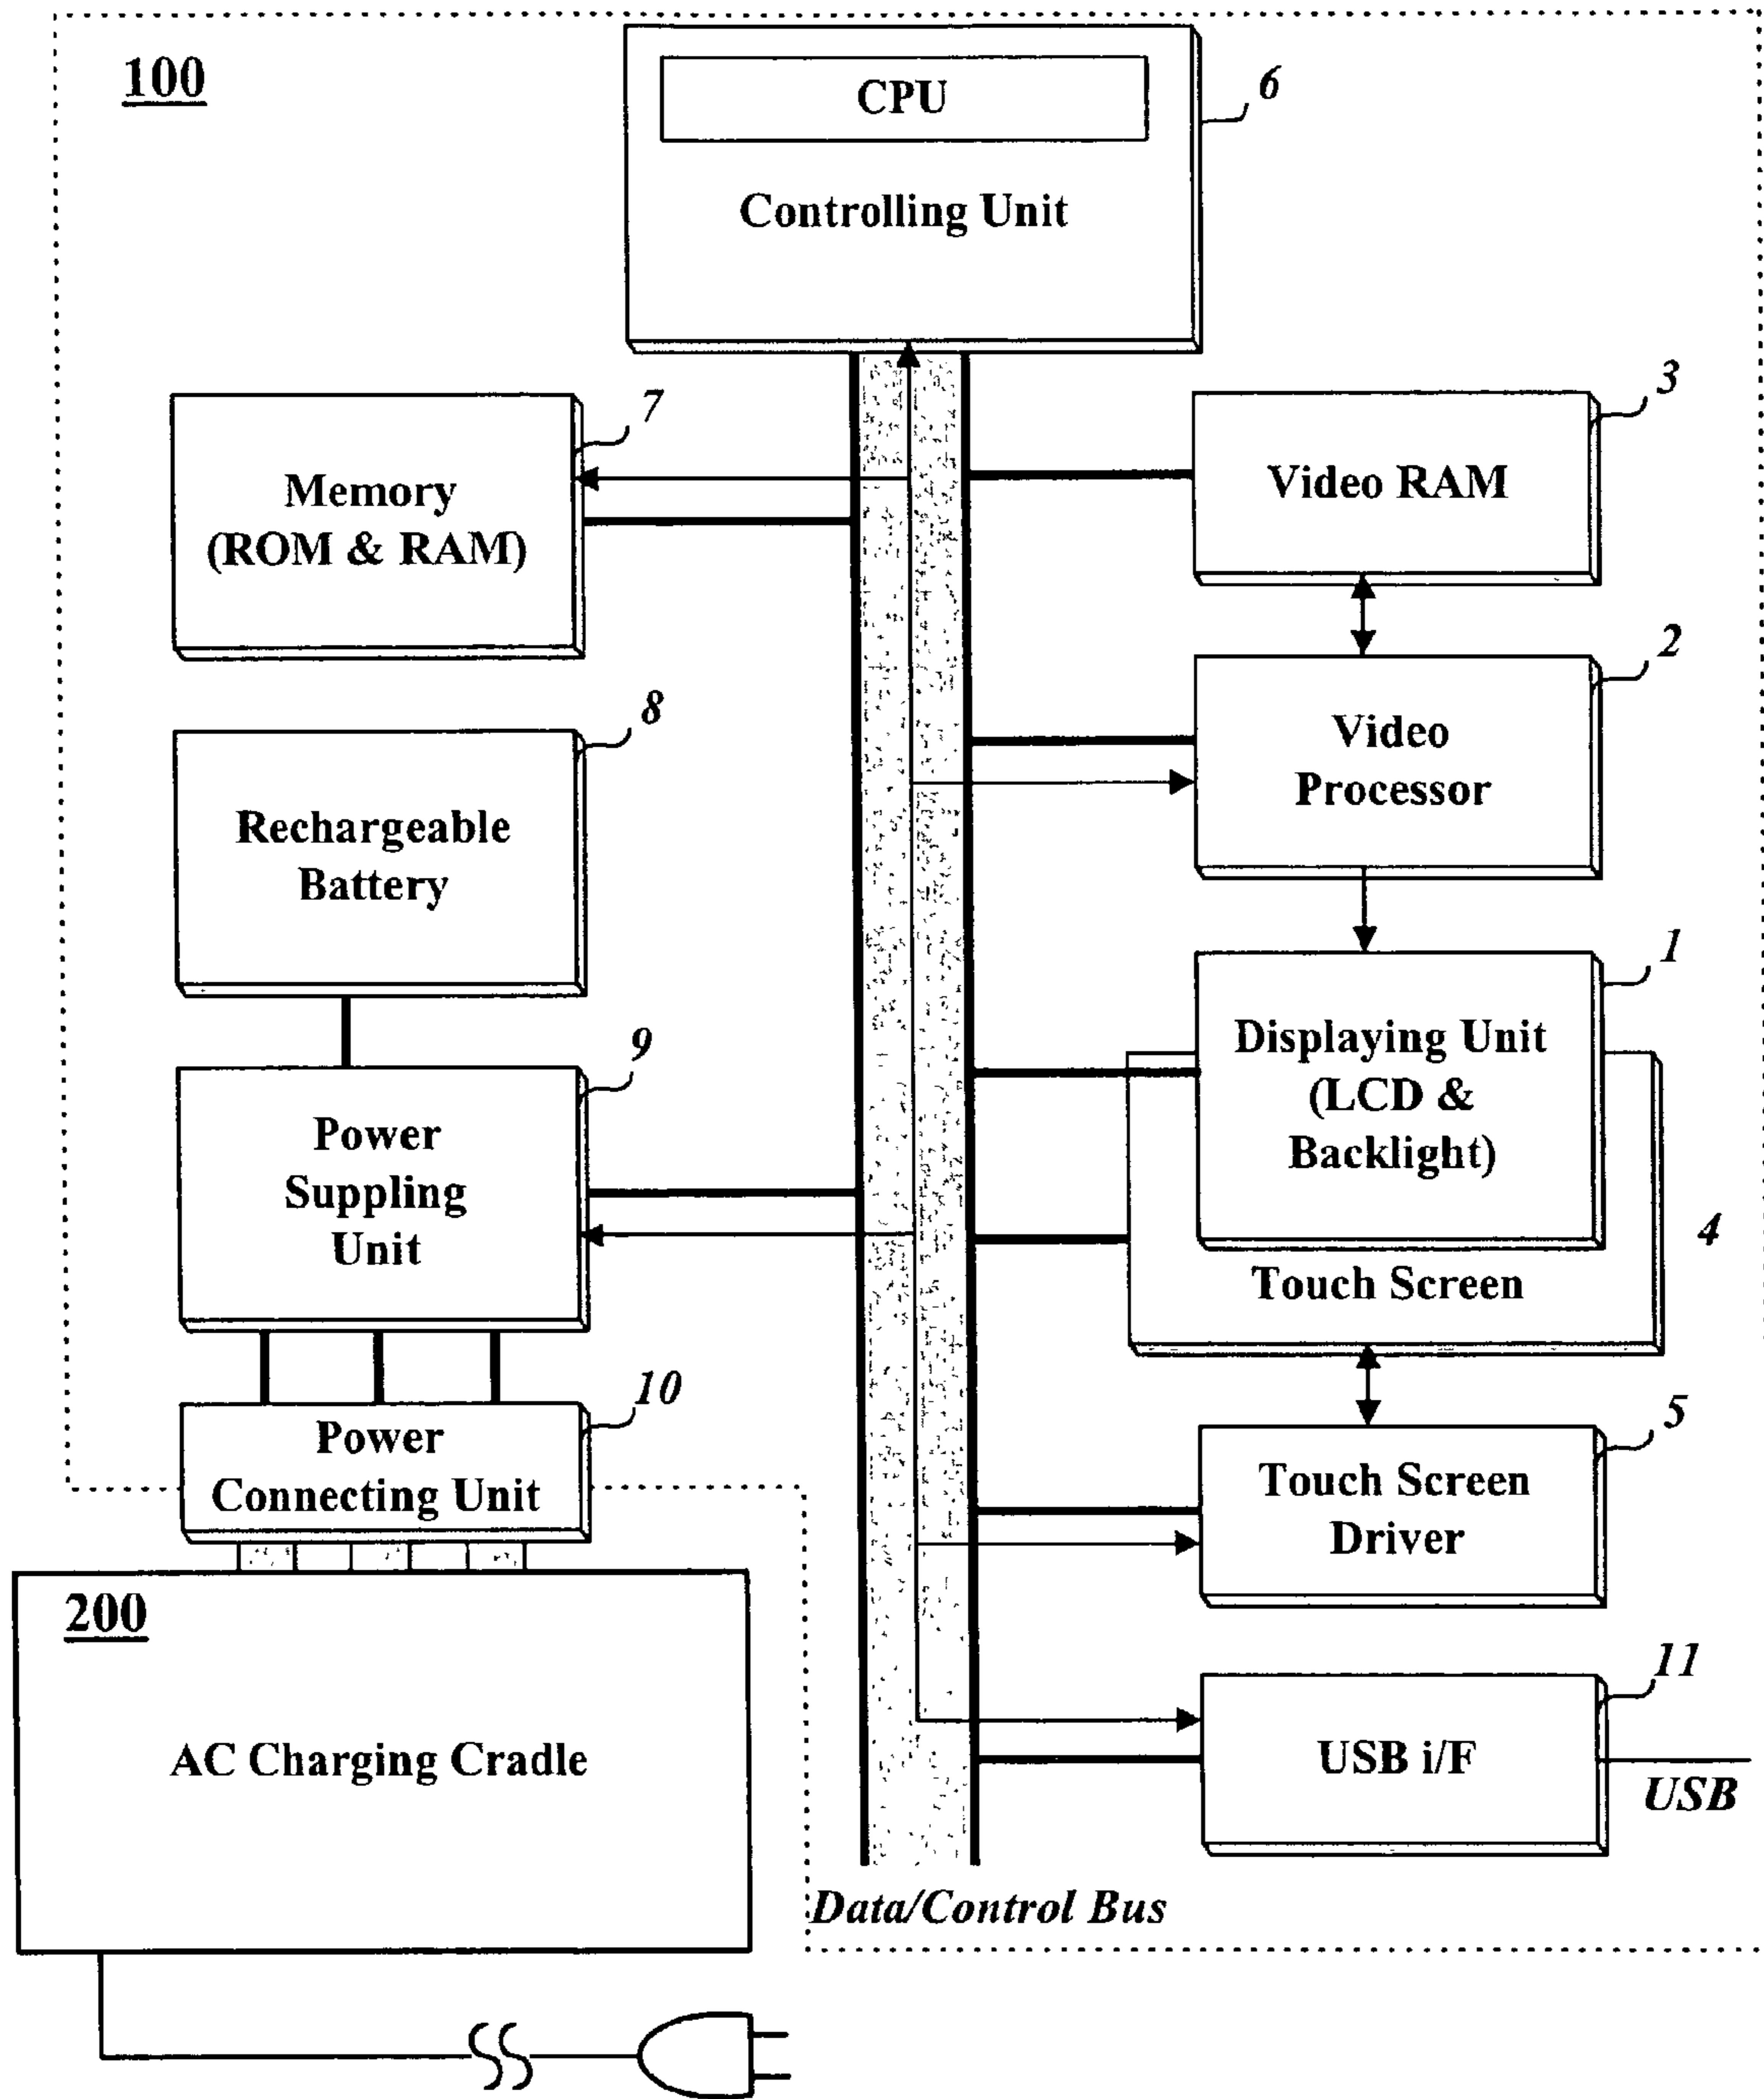 100
CPU
Controlling Unit
6
7
Memory
(ROM & RAM)
3
Video RAM
8
Rechargeable
Battery
2
Video
Processor
9
Power
Suppling
Unit
1
Displaying Unit
(LCD &
Backlight)
4
Touch Screen
10
Power
Connecting Unit
5
Touch Screen
Driver
200
AC Charging Cradle
11
USB i/F
USB
Data/Control Bus